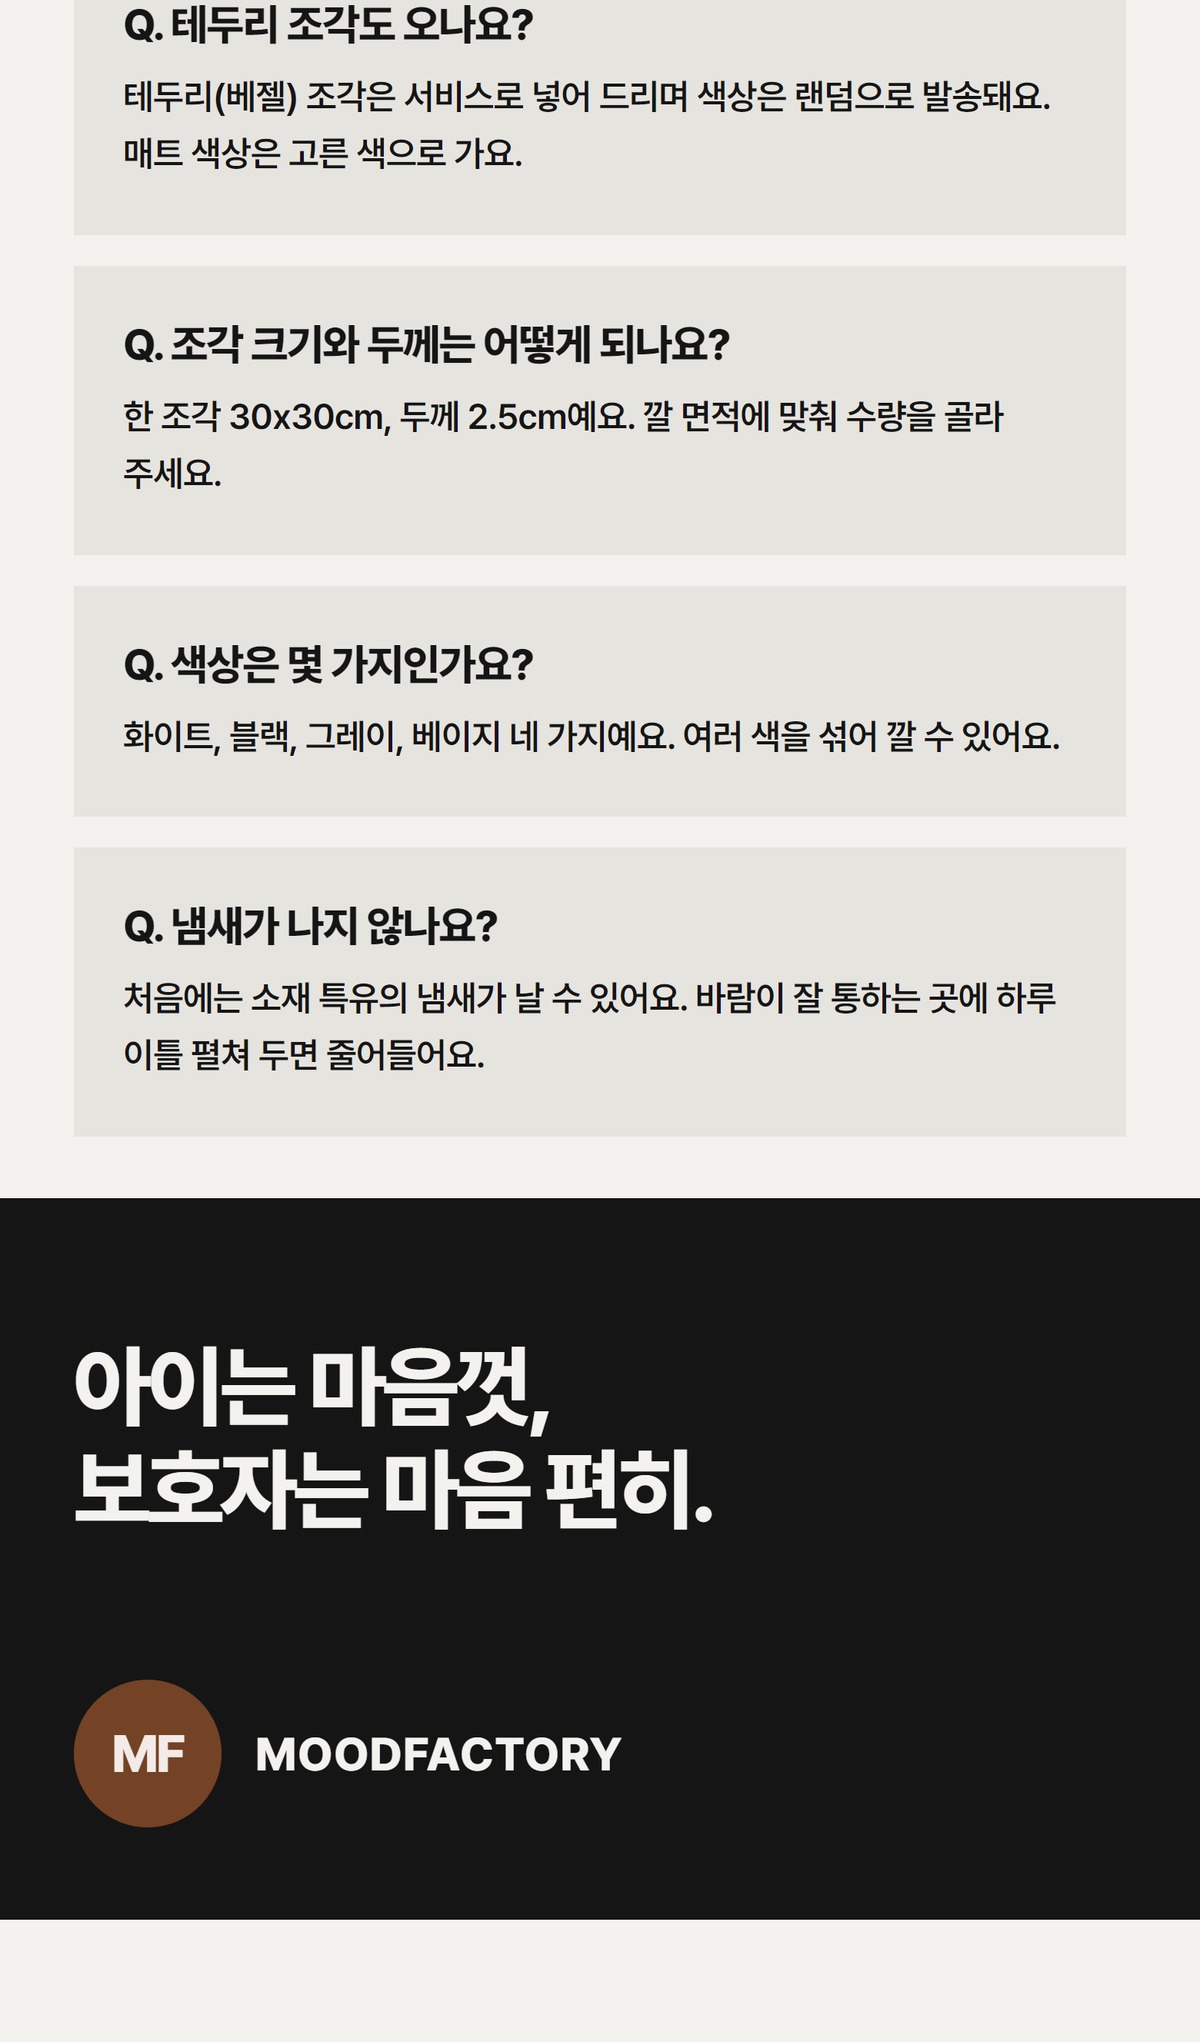 Q. 테두리 조각도 오나요?
테두리(베젤) 조각은 서비스로 넣어 드리며 색상은 랜덤으로 발송돼요.
매트 색상은 고른 색으로 가요.
Q. 조각 크기와 두께는 어떻게 되나요?
한 조각 30x30cm, 두께 2.5cm예요. 깔 면적에 맞춰 수량을 골라
주세요.
Q. 색상은 몇 가지인가요?
화이트, 블랙, 그레이, 베이지 네 가지예요. 여러 색을 섞어 깔 수 있어요.
Q. 냄새가 나지 않나요?
처음에는 소재 특유의 냄새가 날 수 있어요. 바람이 잘 통하는 곳에 하루
이틀 펼쳐 두면 줄어들어요.
아이는 마음껏,
보호자는 마음 편히.
MF MOODFACTORY